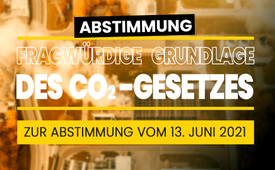 ABSTIMMUNG
FRAGWÜRDIGE GRUNDLAGE
DES CO₂-GESETZES
ZUR ABSTIMMUNG VOM 13. JUNI 2021